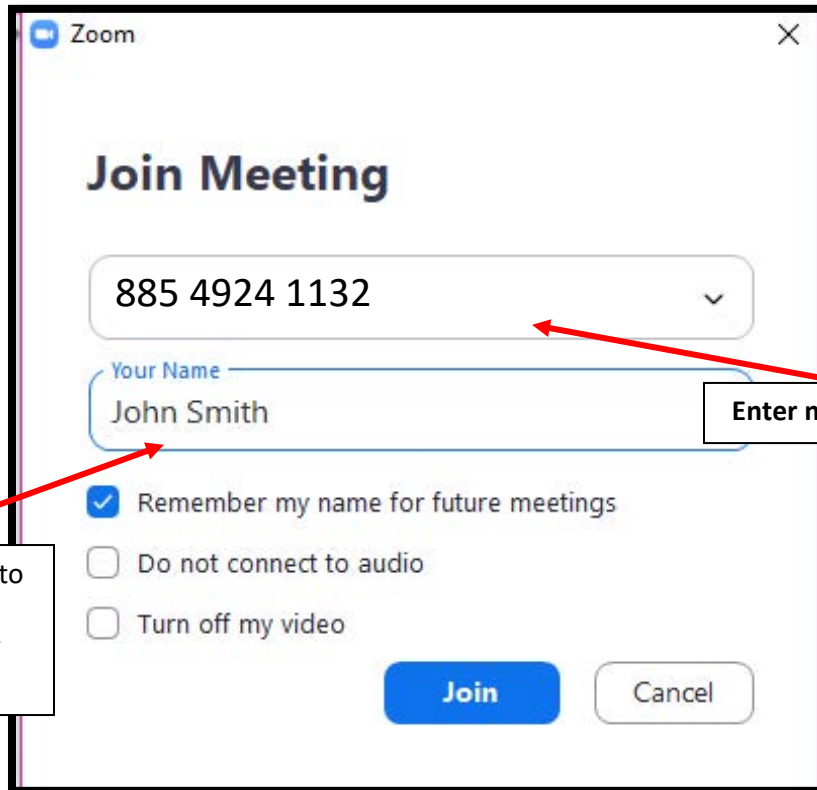 Zoom
Join Meeting
885 4924 1132
Your Name
John Smith
Enter
Remember my name for future meetings
to
Do not connect to audio
Turn off my video
Join
Cancel